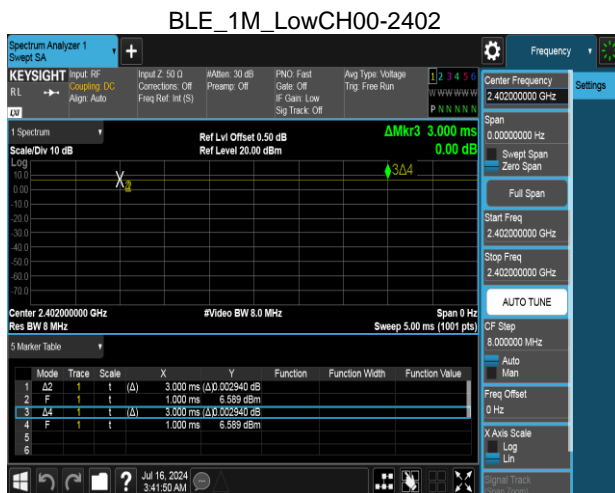 BLE_1M_LowCH00-2402
Spectrum Analyzer 1
Swept SA
+
Frequency
KEYSIGHT
RL
Input: RF
Coupling: DC
Align: Auto
Input Z: 50 Ω
Corrections: Off
Freq Ref: Int (S)
#Atten: 30 dB
Preamp: Off
PNO: Fast
Gate: Off
IF Gain: Low
Sig Track: Off
Avg Type: Voltage
Trig: Free Run
1 2 3 4 5 6
W W W W W W
P N N N N N
1 Spectrum
Scale/Div 10 dB
Ref Lvl Offset 0.50 dB
Ref Level 20.00 dBm
ΔMkr3 3.000 ms
0.00 dB
Log
10.0
0.00
-10.0
-20.0
-30.0
-40.0
-50.0
-60.0
-70.0
X
3Δ4
Center 2.402000000 GHz
Res BW 8 MHz
#Video BW 8.0 MHz
Span 0 Hz
Sweep 5.00 ms (1001 pts)
5 Marker Table
Mode Trace Scale X Y Function Function Width Function Value
1 Δ2 1 t (Δ) 3.000 ms (Δ) 0.002940 dB
2 F 1 t 1.000 ms 6.589 dBm
3 Δ4 1 t (Δ) 3.000 ms (Δ) 0.002940 dB
4 F 1 t 1.000 ms 6.589 dBm
5
6
?
Jul 16, 2024
3:41:50 AM
Center Frequency
2.402000000 GHz
Settings
Span
0.00000000 Hz
Swept Span
Zero Span
Full Span
Start Freq
2.402000000 GHz
Stop Freq
2.402000000 GHz
AUTO TUNE
CF Step
8.000000 MHz
Auto
Man
Freq Offset
0 Hz
X Axis Scale
Log
Lin
Signal Track
(Span Zoom)